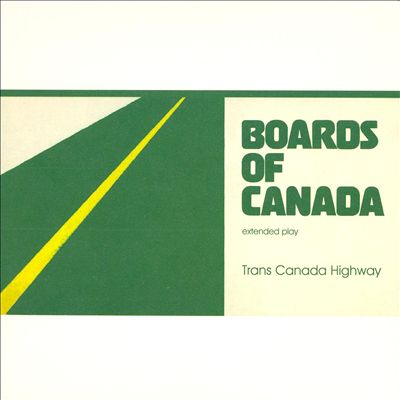 BOARDS
OF
CANADA
extended play
Trans Canada Highway